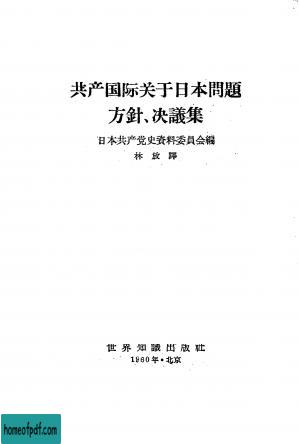 共产国际关于日本問題
方針、决議集
日本共产党史資料委員会編
林放譯
世界知識出版社
1960年·北京
homeofpdf.com